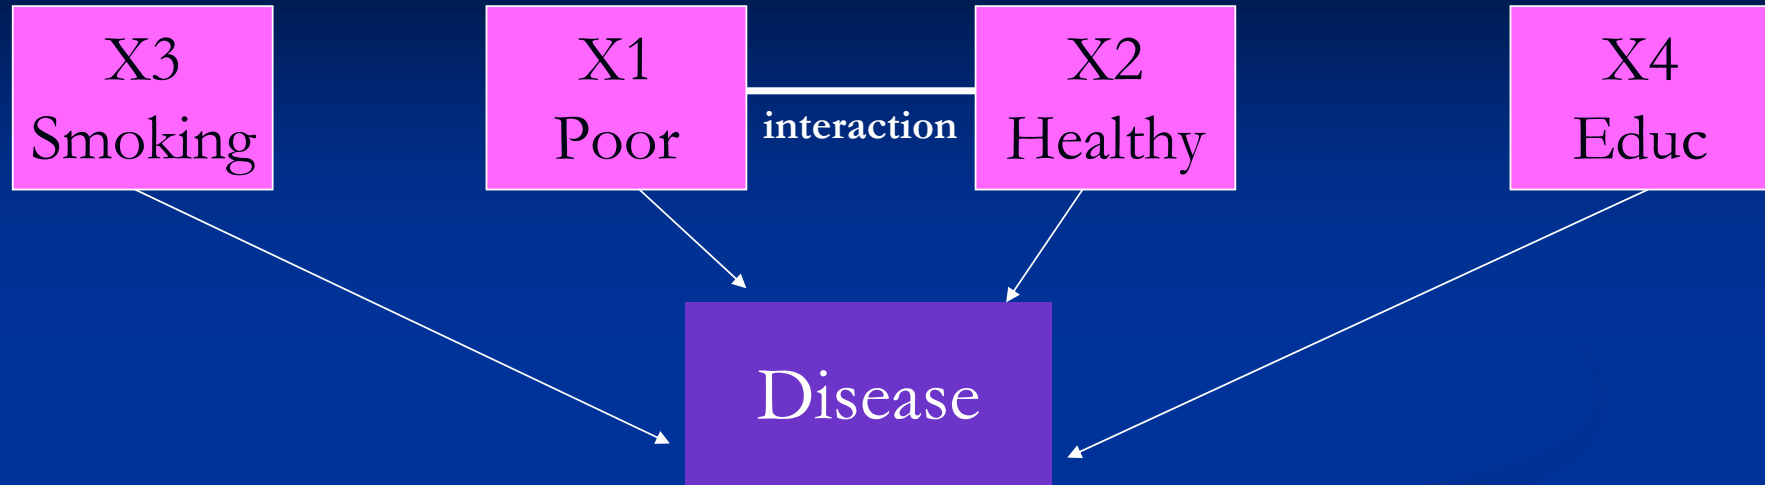 X3
Smoking
X1
Poor
interaction
X2
Healthy
X4
Educ
Disease